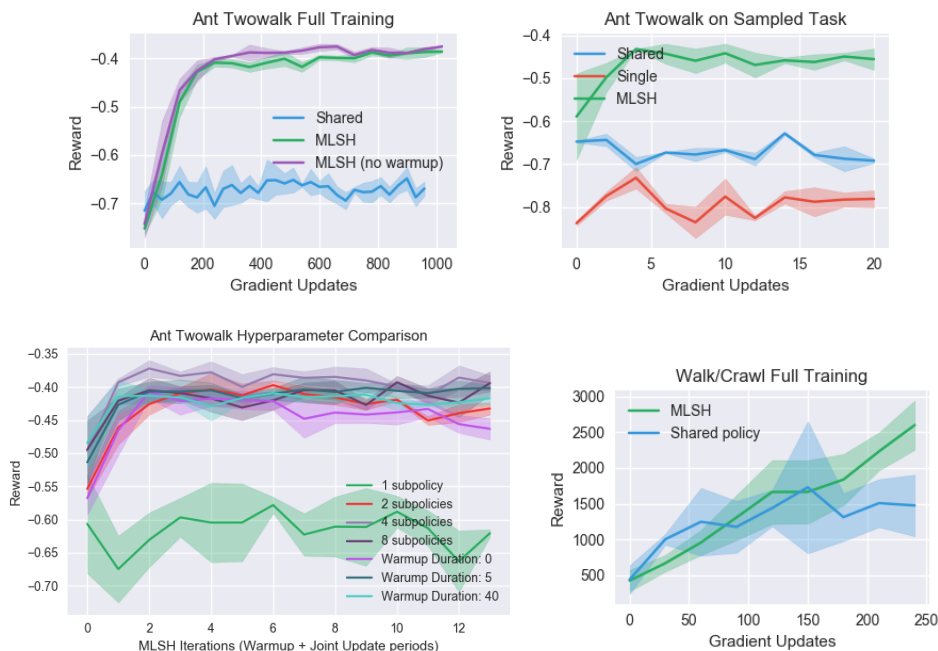 Ant Twowalk Full Training
−0.4
−0.5
−0.6
−0.7
Reward
Shared
MLSH
MLSH (no warmup)
0 200 400 600 800 1000
Gradient Updates
Ant Twowalk on Sampled Task
−0.4
−0.5
−0.6
−0.7
−0.8
Reward
Shared
Single
MLSH
0 5 10 15 20
Gradient Updates
Ant Twowalk Hyperparameter Comparison
−0.35
−0.40
−0.45
−0.50
−0.55
−0.60
−0.65
−0.70
Reward
1 subpolicy
2 subpolicies
4 subpolicies
8 subpolicies
Warmup Duration: 0
Warump Duration: 5
Warmup Duration: 40
0 2 4 6 8 10 12
MLSH Iterations (Warmup + Joint Update periods)
Walk/Crawl Full Training
3000
2500
2000
1500
1000
500
Reward
MLSH
Shared policy
0 50 100 150 200 250
Gradient Updates